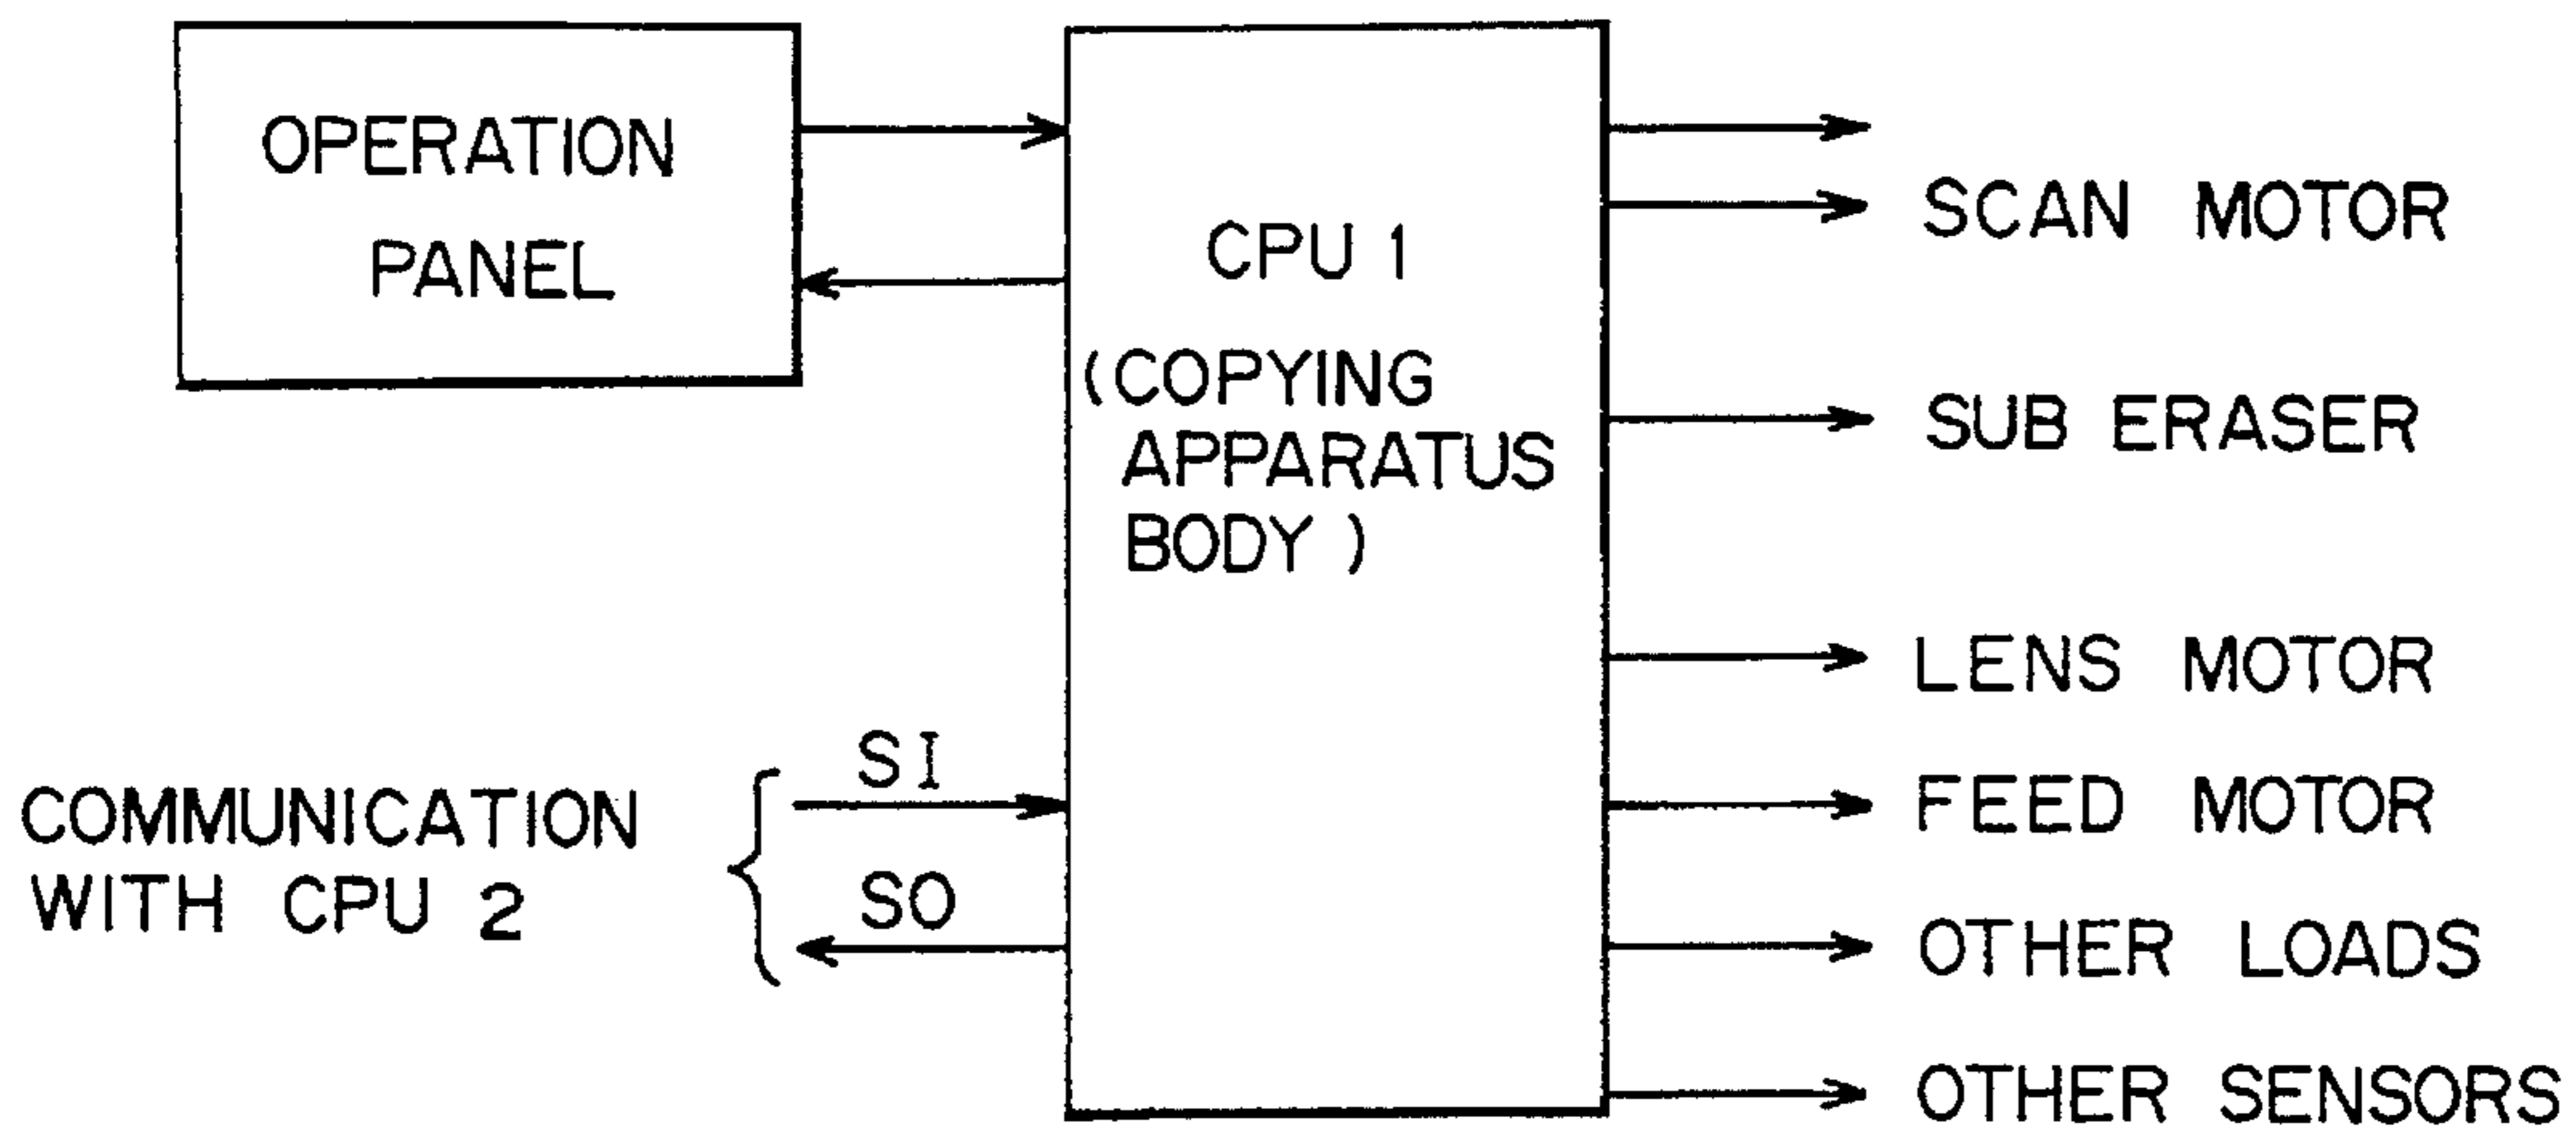 OPERATION
PANEL
CPU 1
(COPYING
APPARATUS
BODY)
SCAN MOTOR
SUB ERASER
LENS MOTOR
FEED MOTOR
OTHER LOADS
OTHER SENSORS
SI
SO
COMMUNICATION
WITH CPU 2